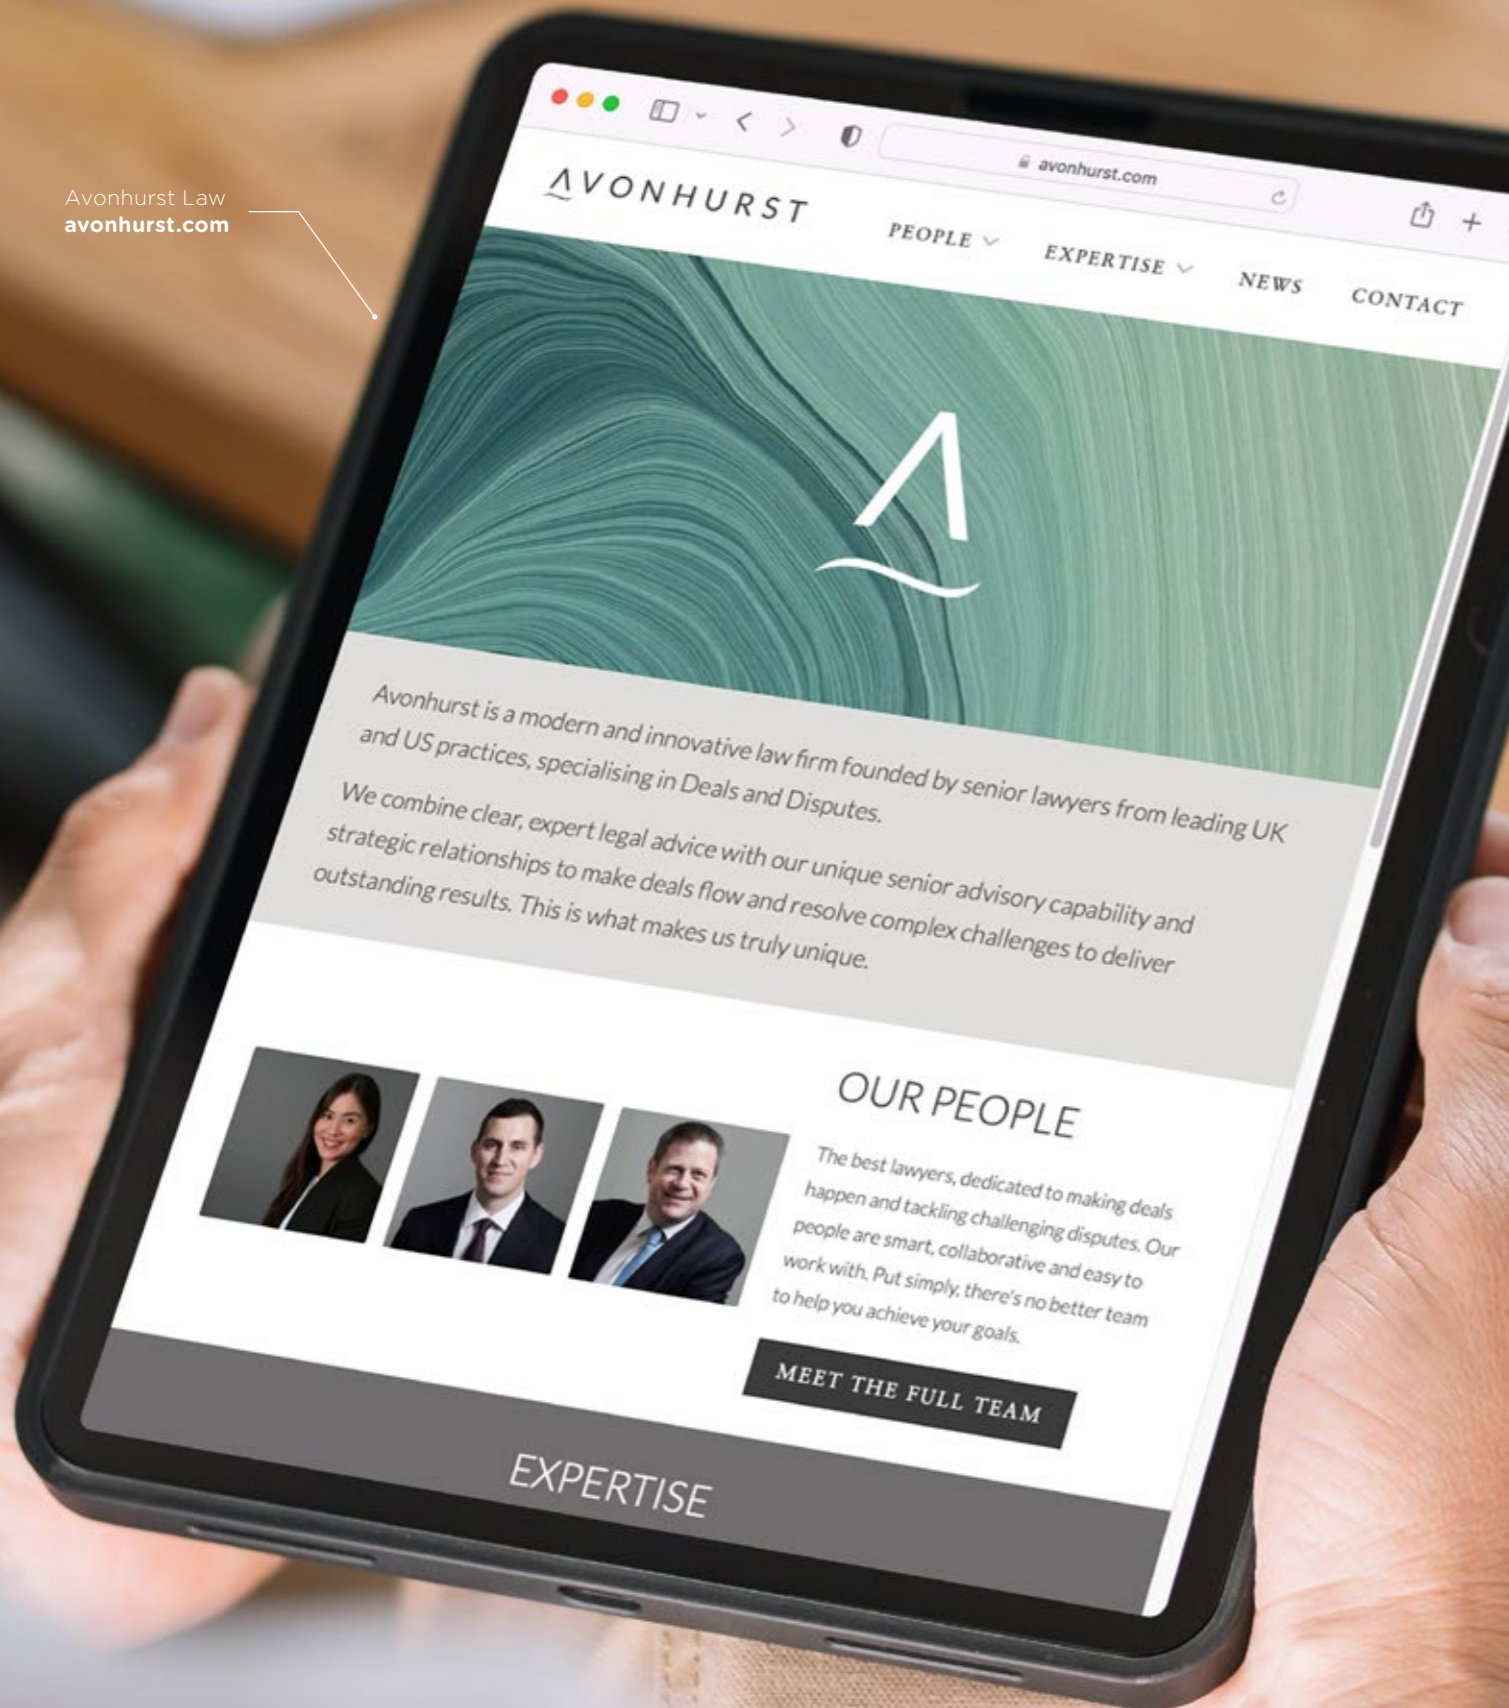 Avonhurst Law
avonhurst.com
avonhurst.com
AVONHURST
PEOPLE
EXPERTISE
NEWS
CONTACT
A
Avonhurst is a modern and innovative law firm founded by senior lawyers from leading UK
and US practices, specialising in Deals and Disputes.
We combine clear, expert legal advice with our unique senior advisory capability and
strategic relationships to make deals flow and resolve complex challenges to deliver
outstanding results. This is what makes us truly unique.
OUR PEOPLE
The best lawyers, dedicated to making deals
happen and tackling challenging disputes. Our
people are smart, collaborative and easy to
work with. Put simply, there's no better team
to help you achieve your goals.
MEET THE FULL TEAM
EXPERTISE